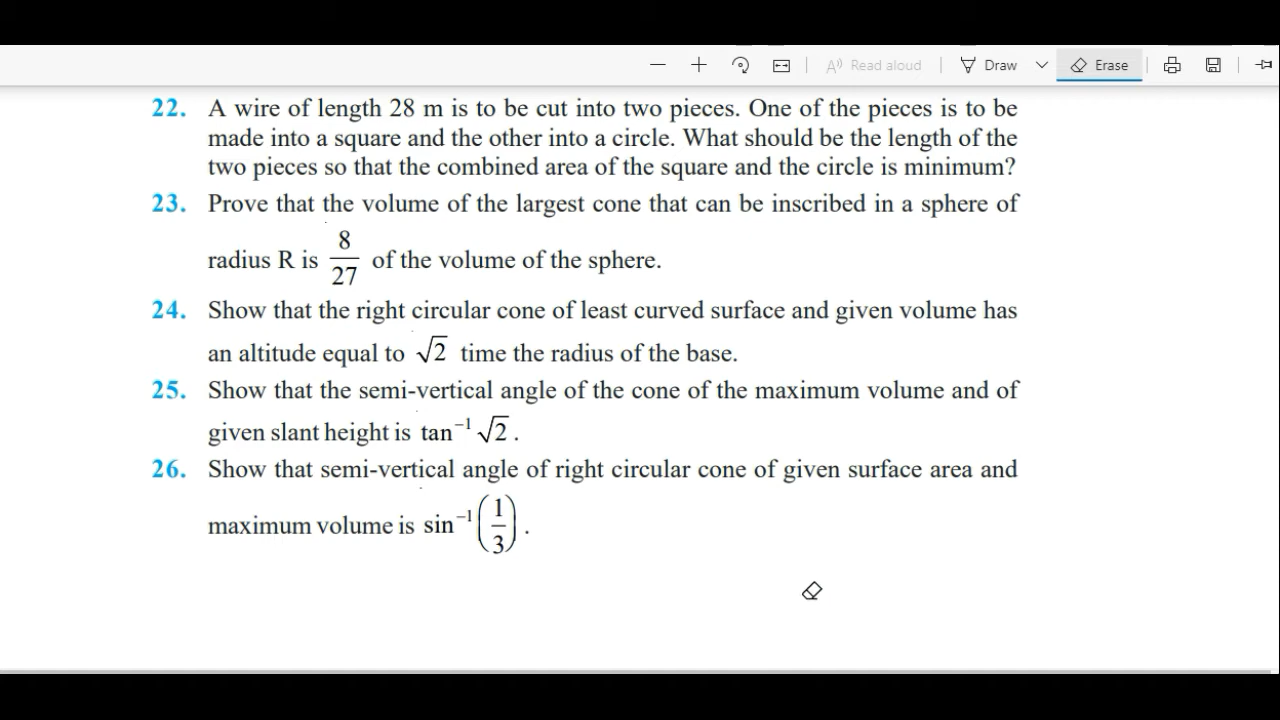 Read aloud Draw Erase
22. A wire of length 28 m is to be cut into two pieces. One of the pieces is to be
made into a square and the other into a circle. What should be the length of the
two pieces so that the combined area of the square and the circle is minimum?
23. Prove that the volume of the largest cone that can be inscribed in a sphere of
radius R is 8/27 of the volume of the sphere.
24. Show that the right circular cone of least curved surface and given volume has
an altitude equal to √2 time the radius of the base.
25. Show that the semi-vertical angle of the cone of the maximum volume and of
given slant height is tan⁻¹ √2 .
26. Show that semi-vertical angle of right circular cone of given surface area and
maximum volume is sin⁻¹ (1/3) .